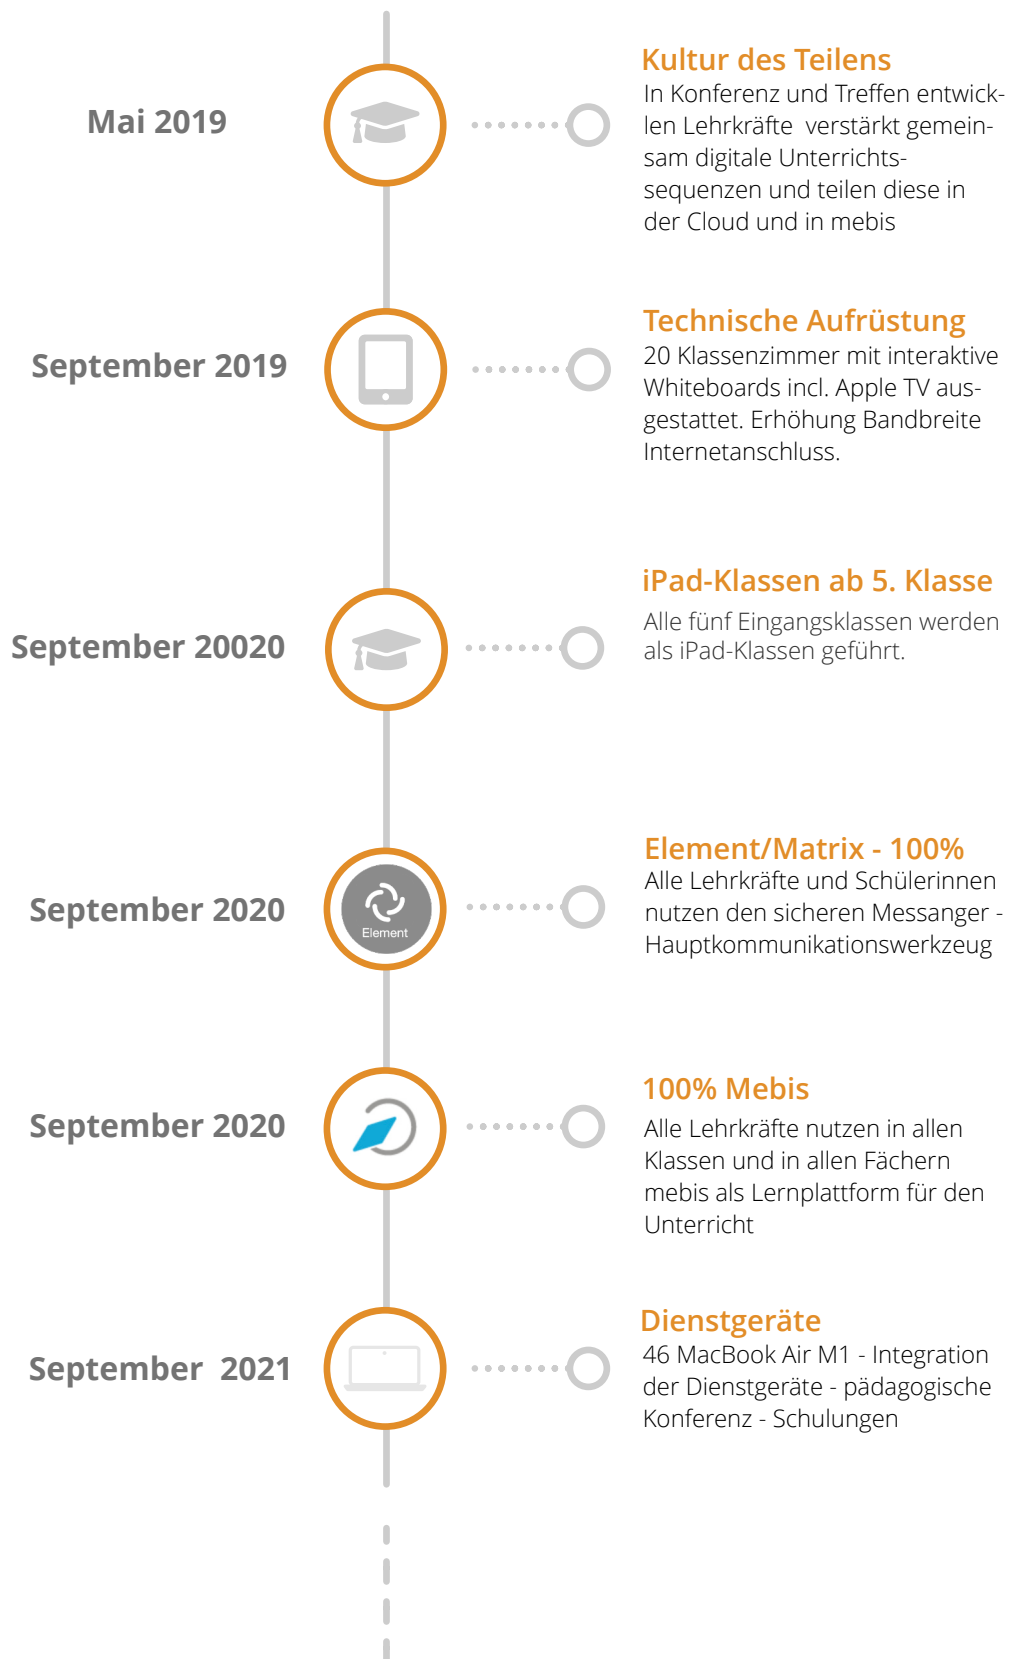 Mai 2019
Kultur des Teilens
In Konferenz und Treffen entwick-
len Lehrkräfte verstärkt gemein-
sam digitale Unterrichts-
sequenzen und teilen diese in
der Cloud und in mebis
September 2019
Technische Aufrüstung
20 Klassenzimmer mit interaktive
Whiteboards incl. Apple TV aus-
gestattet. Erhöhung Bandbreite
Internetanschluss.
September 20020
iPad-Klassen ab 5. Klasse
Alle fünf Eingangsklassen werden
als iPad-Klassen geführt.
September 2020
Element
Element/Matrix - 100%
Alle Lehrkräfte und Schülerinnen
nutzen den sicheren Messanger -
Hauptkommunikationswerkzeug
September 2020
100% Mebis
Alle Lehrkräfte nutzen in allen
Klassen und in allen Fächern
mebis als Lernplattform für den
Unterricht
September 2021
Dienstgeräte
46 MacBook Air M1 - Integration
der Dienstgeräte - pädagogische
Konferenz - Schulungen